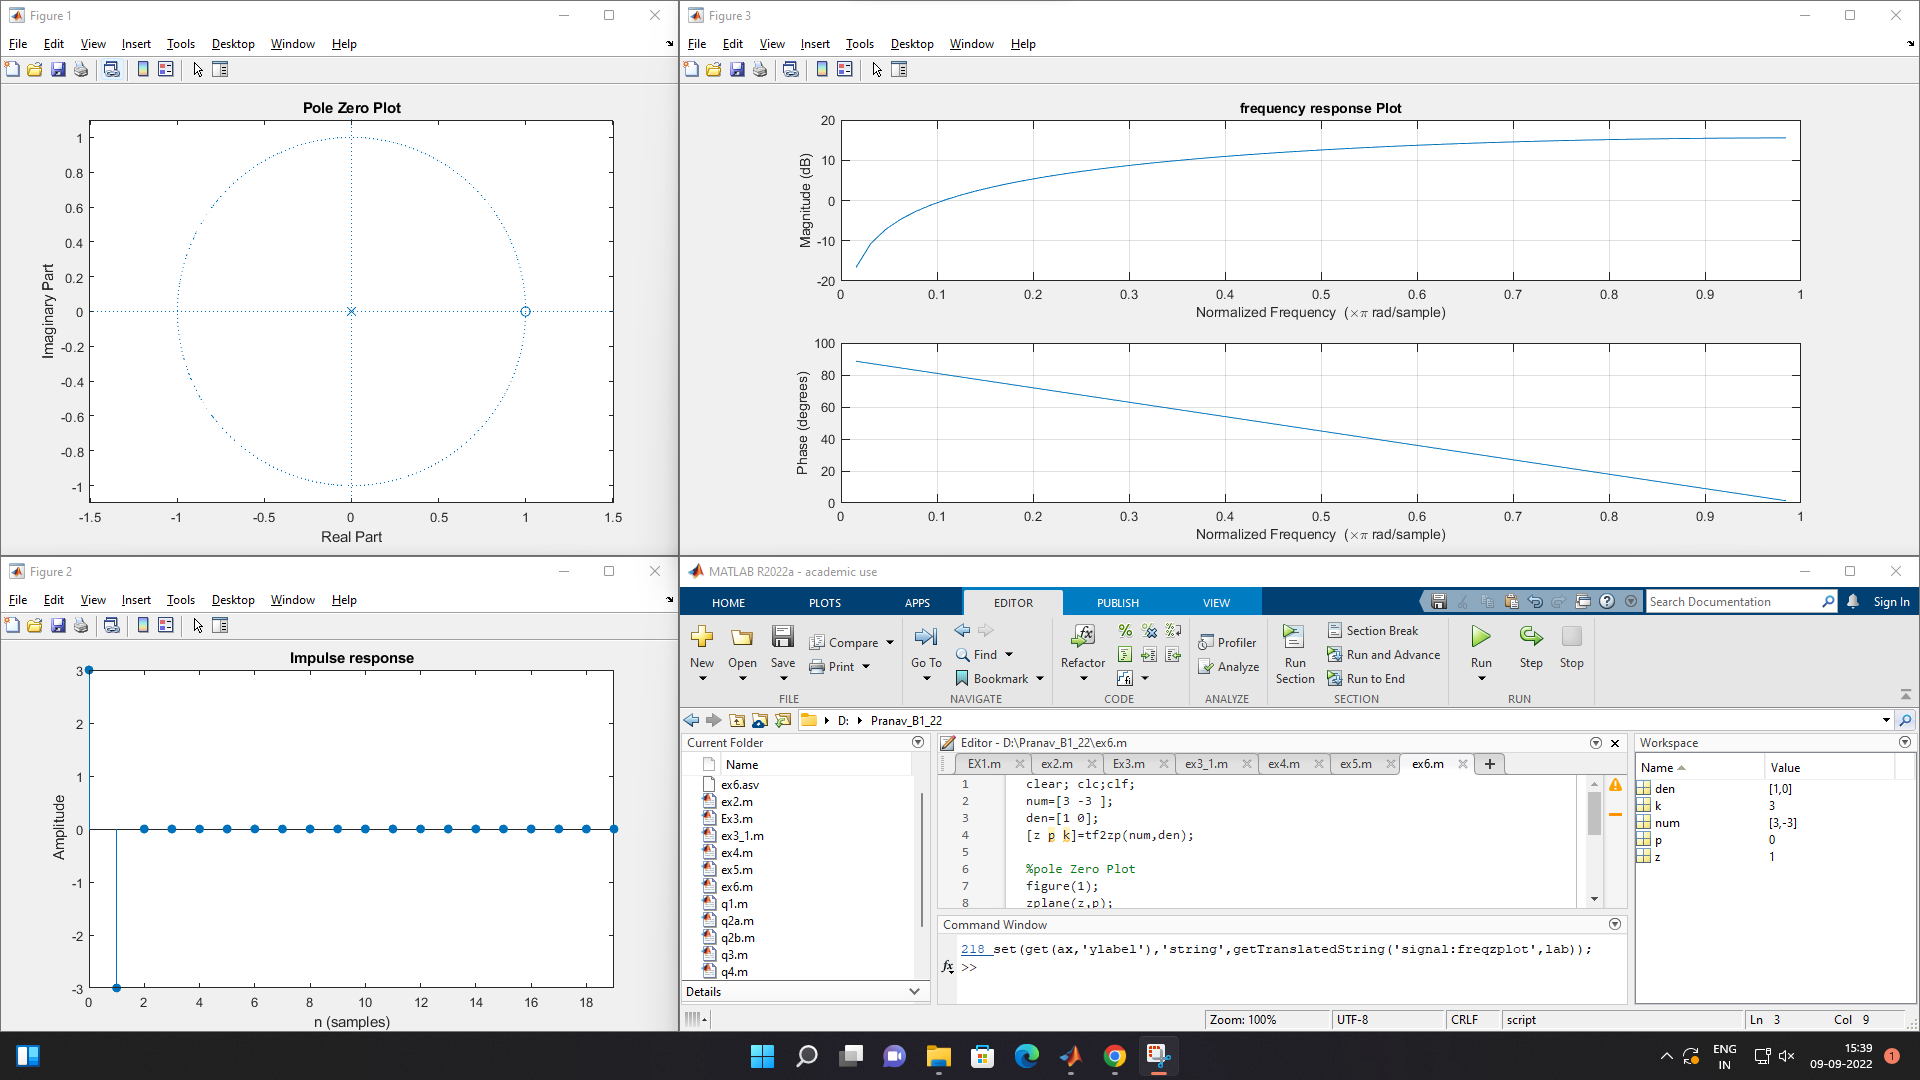 Figure 1
File Edit View Insert Tools Desktop Window Help
Pole Zero Plot
1
0.8
0.6
0.4
0.2
0
-0.2
-0.4
-0.6
-0.8
-1
Imaginary Part
-1.5 -1 -0.5 0 0.5 1 1.5
Real Part
Figure 3
File Edit View Insert Tools Desktop Window Help
frequency response Plot
20
10
0
-10
-20
Magnitude (dB)
0 0.1 0.2 0.3 0.4 0.5 0.6 0.7 0.8 0.9 1
Normalized Frequency (×π rad/sample)
100
80
60
40
20
0
Phase (degrees)
0 0.1 0.2 0.3 0.4 0.5 0.6 0.7 0.8 0.9 1
Normalized Frequency (×π rad/sample)
Figure 2
File Edit View Insert Tools Desktop Window Help
Impulse response
3
2
1
0
-1
-2
-3
Amplitude
0 2 4 6 8 10 12 14 16 18
n (samples)
MATLAB R2022a - academic use
HOME PLOTS APPS EDITOR PUBLISH VIEW
Search Documentation
Sign In
New Open Save Compare Print
FILE
Go To Find Bookmark
NAVIGATE
Refactor
CODE
Profiler
Analyze
ANALYZE
Run Section
Section Break
Run and Advance
Run to End
SECTION
Run Step Stop
RUN
D: Pranav_B1_22
Current Folder
Name
ex6.asv
ex2.m
Ex3.m
ex3_1.m
ex4.m
ex5.m
ex6.m
q1.m
q2a.m
q2b.m
q3.m
q4.m
Details
Editor - D:\Pranav_B1_22\ex6.m
EX1.m ex2.m Ex3.m ex3_1.m ex4.m ex5.m ex6.m
1 clear; clc;clf;
2 num=[3 -3 ];
3 den=[1 0];
4 [z p k]=tf2zp(num,den);
5
6 %pole Zero Plot
7 figure(1);
8 zplane(z,p);
Command Window
218 set(get(ax,'ylabel'),'string',getTranslatedString('signal:freqzplot',lab));
fx >>
Workspace
Name Value
den [1,0]
k 3
num [3,-3]
p 0
z 1
Zoom: 100% UTF-8 CRLF script Ln 3 Col 9
ENG
IN
15:39
09-09-2022
1